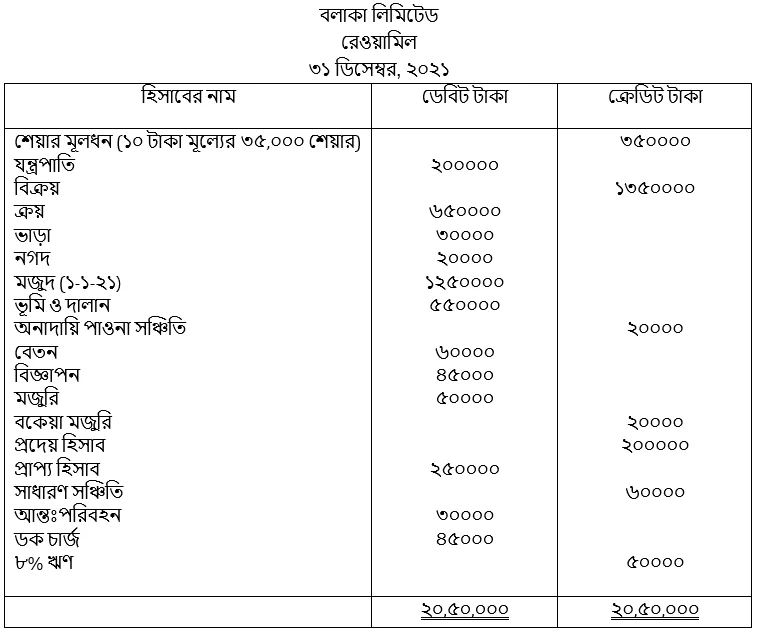 বলাকা লিমিটেড
রেওয়ামিল
৩১ ডিসেম্বর, ২০২১
হিসাবের নাম ডেবিট টাকা ক্রেডিট টাকা
শেয়ার মূলধন (১০ টাকা মূল্যের ৩৫,০০০ শেয়ার) ৩৫০০০০
যন্ত্রপাতি ২০০০০০
বিক্রয় ১৩৫০০০০
ক্রয় ৬৫০০০০
ভাড়া ৩০০০০
নগদ ২০০০০
মজুদ (১-১-২১) ১২৫০০০০
ভূমি ও দালান ৫৫০০০০
অনাদায়ি পাওনা সঞ্চিতি ২০০০০
বেতন ৬০০০০
বিজ্ঞাপন ৪৫০০০
মজুরি ৫০০০০
বকেয়া মজুরি ২০০০০
প্রদেয় হিসাব ২০০০০০
প্রাপ্য হিসাব ২৫০০০০
সাধারণ সঞ্চিতি ৬০০০০
আন্তঃপরিবহন ৩০০০০
ডক চার্জ ৪৫০০০
৮% ঋণ ৫০০০০
২০,৫০,০০০ ২০,৫০,০০০